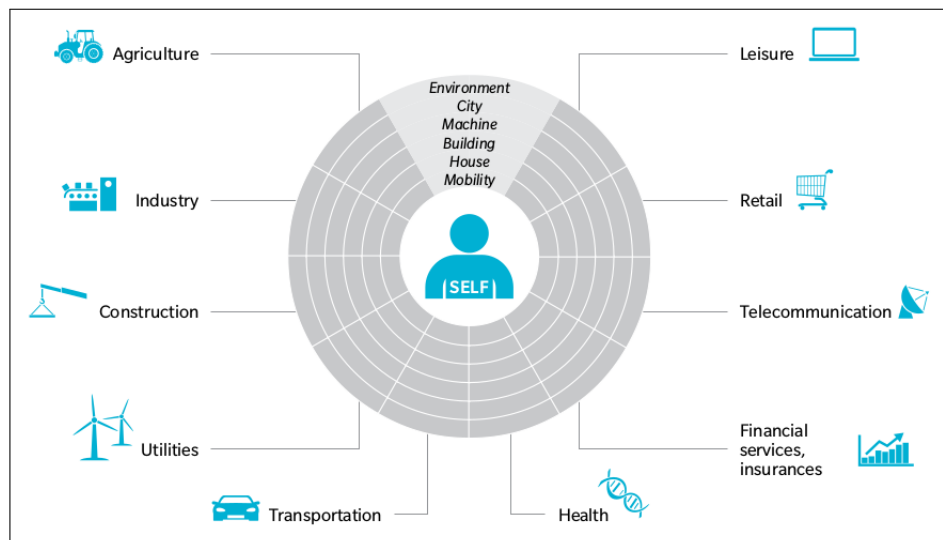 Agriculture
Leisure
Environment
City
Machine
Building
House
Mobility
Industry
Retail
SELF
Construction
Telecommunication
Utilities
Financial
services,
insurances
Transportation
Health